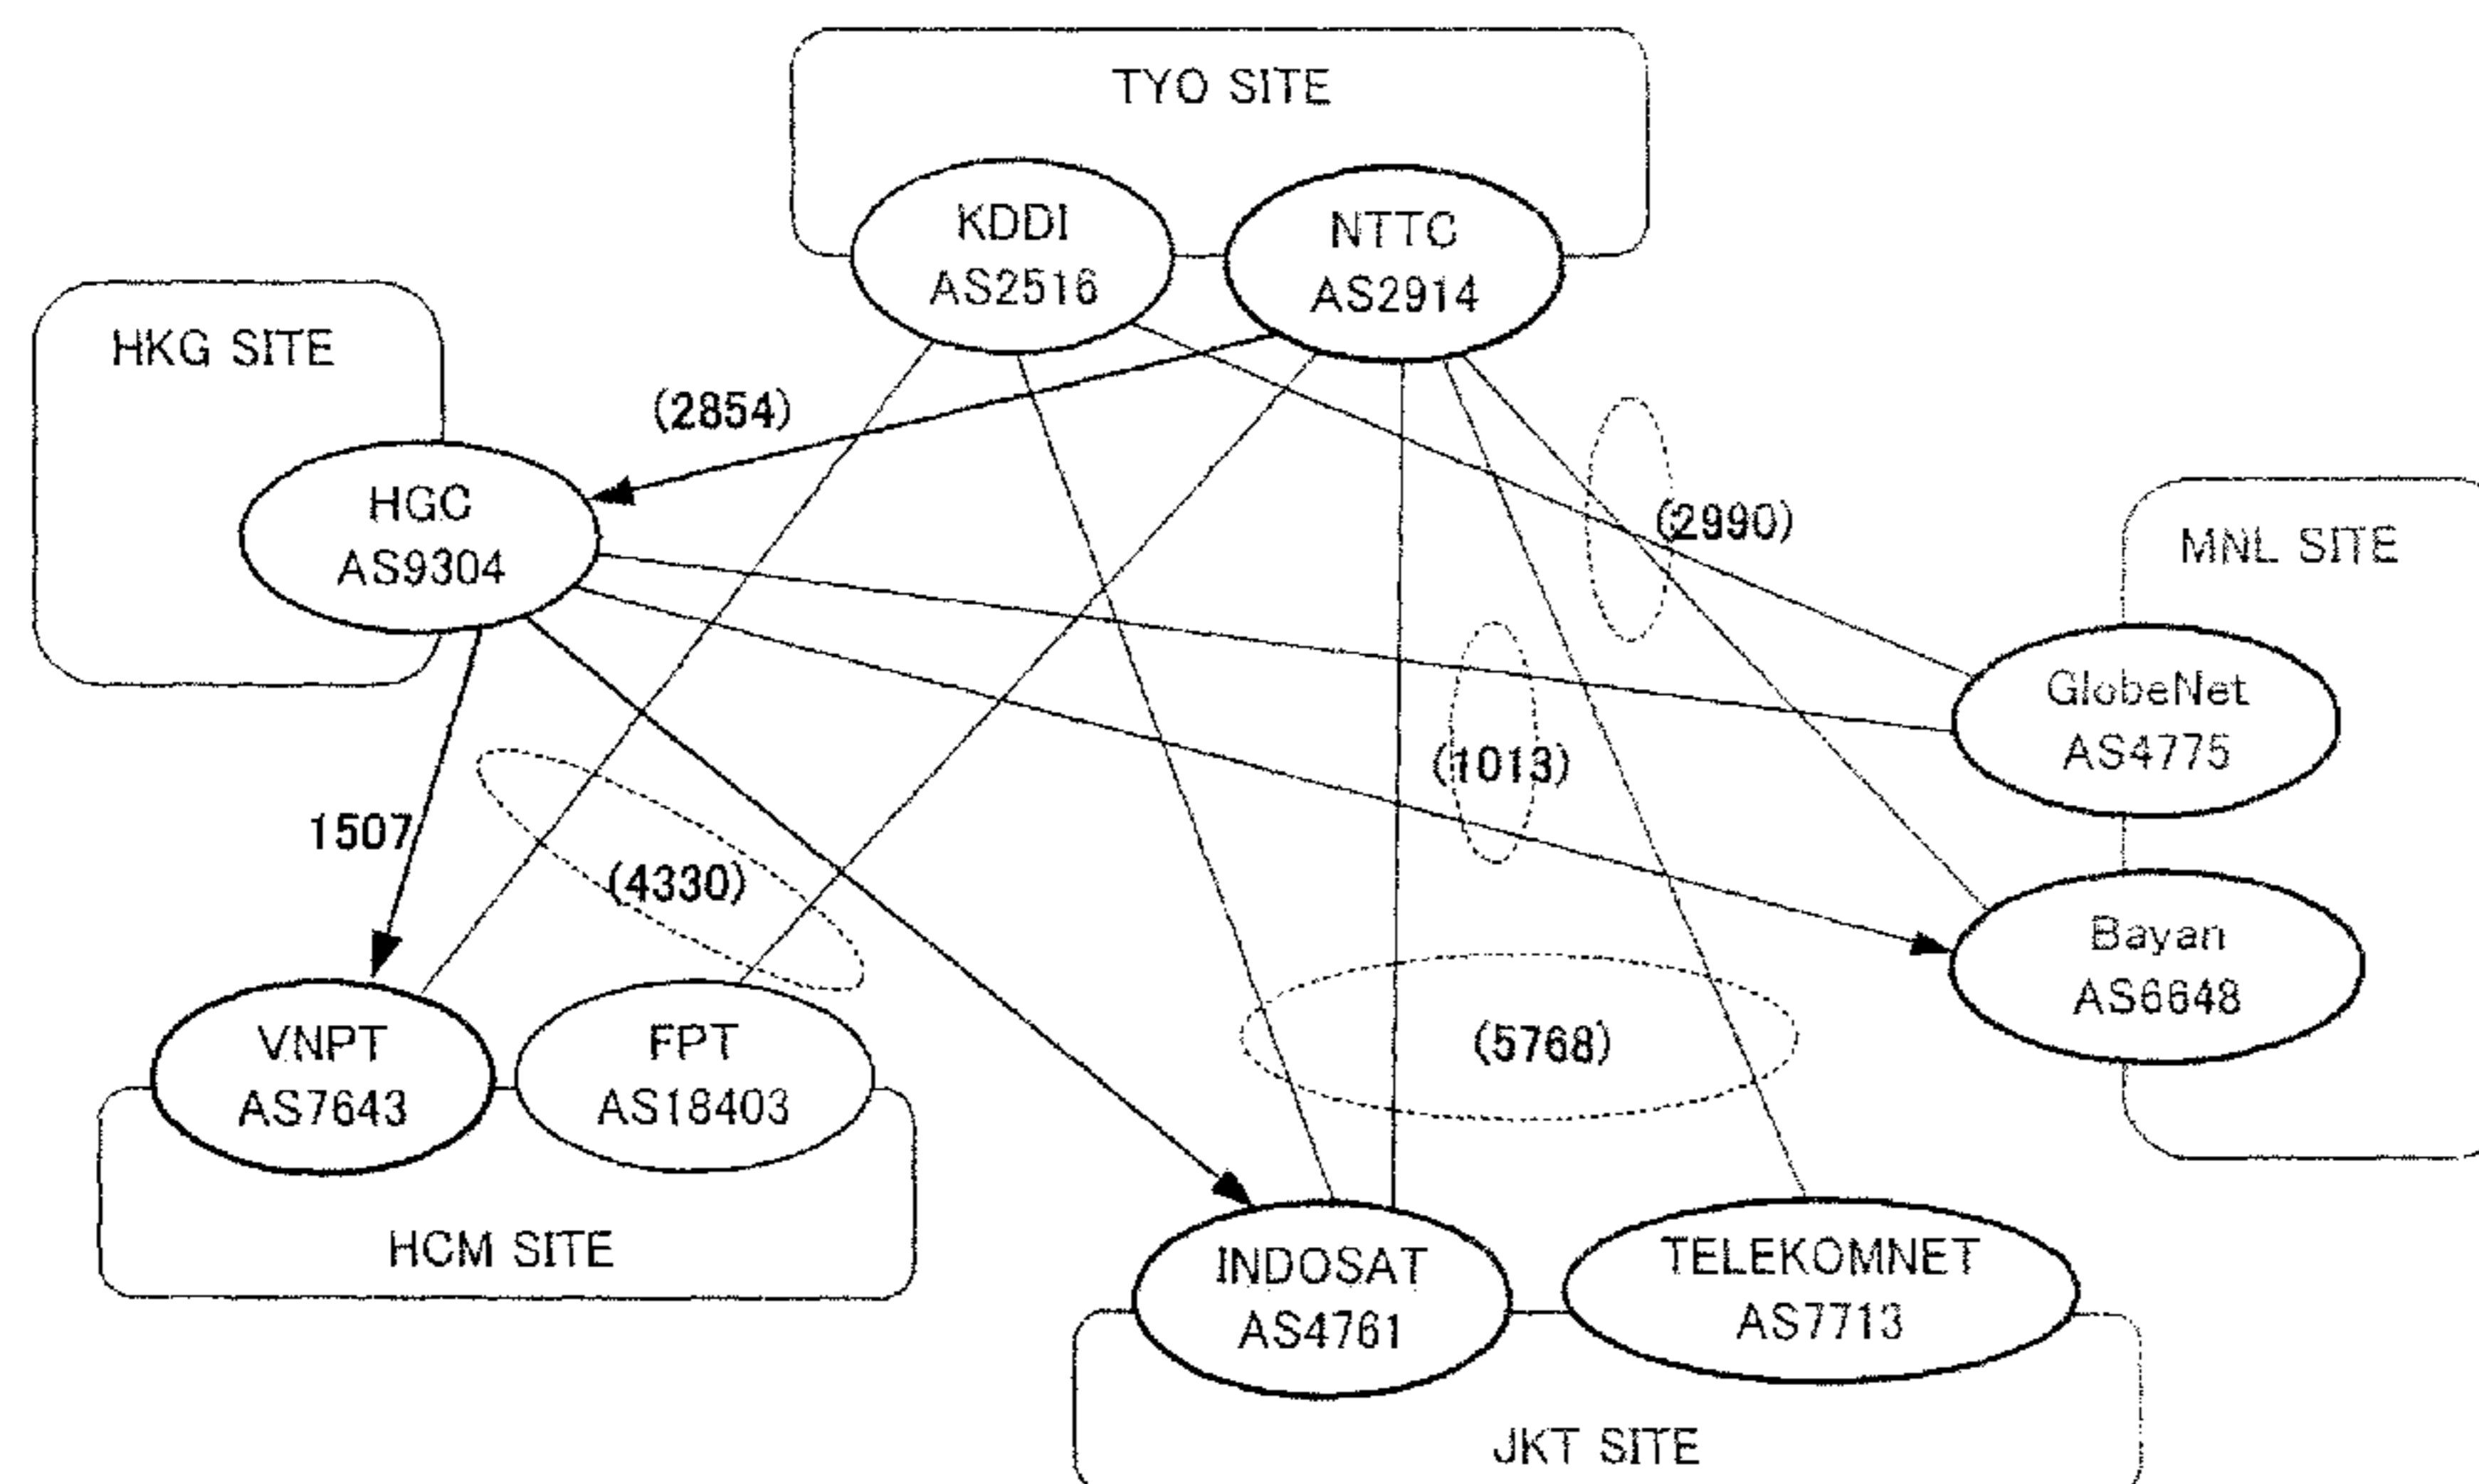 TYO SITE
KDDI
AS2516
NTTC
AS2914
HKG SITE
(2854)
HGC
AS9304
(2990)
MNL SITE
GlobeNet
AS4775
(1013)
1507
(4330)
Bayan
AS6648
VNPT
AS7643
FPT
AS18403
(5768)
HCM SITE
INDOSAT
AS4761
TELEKOMNET
AS7713
JKT SITE